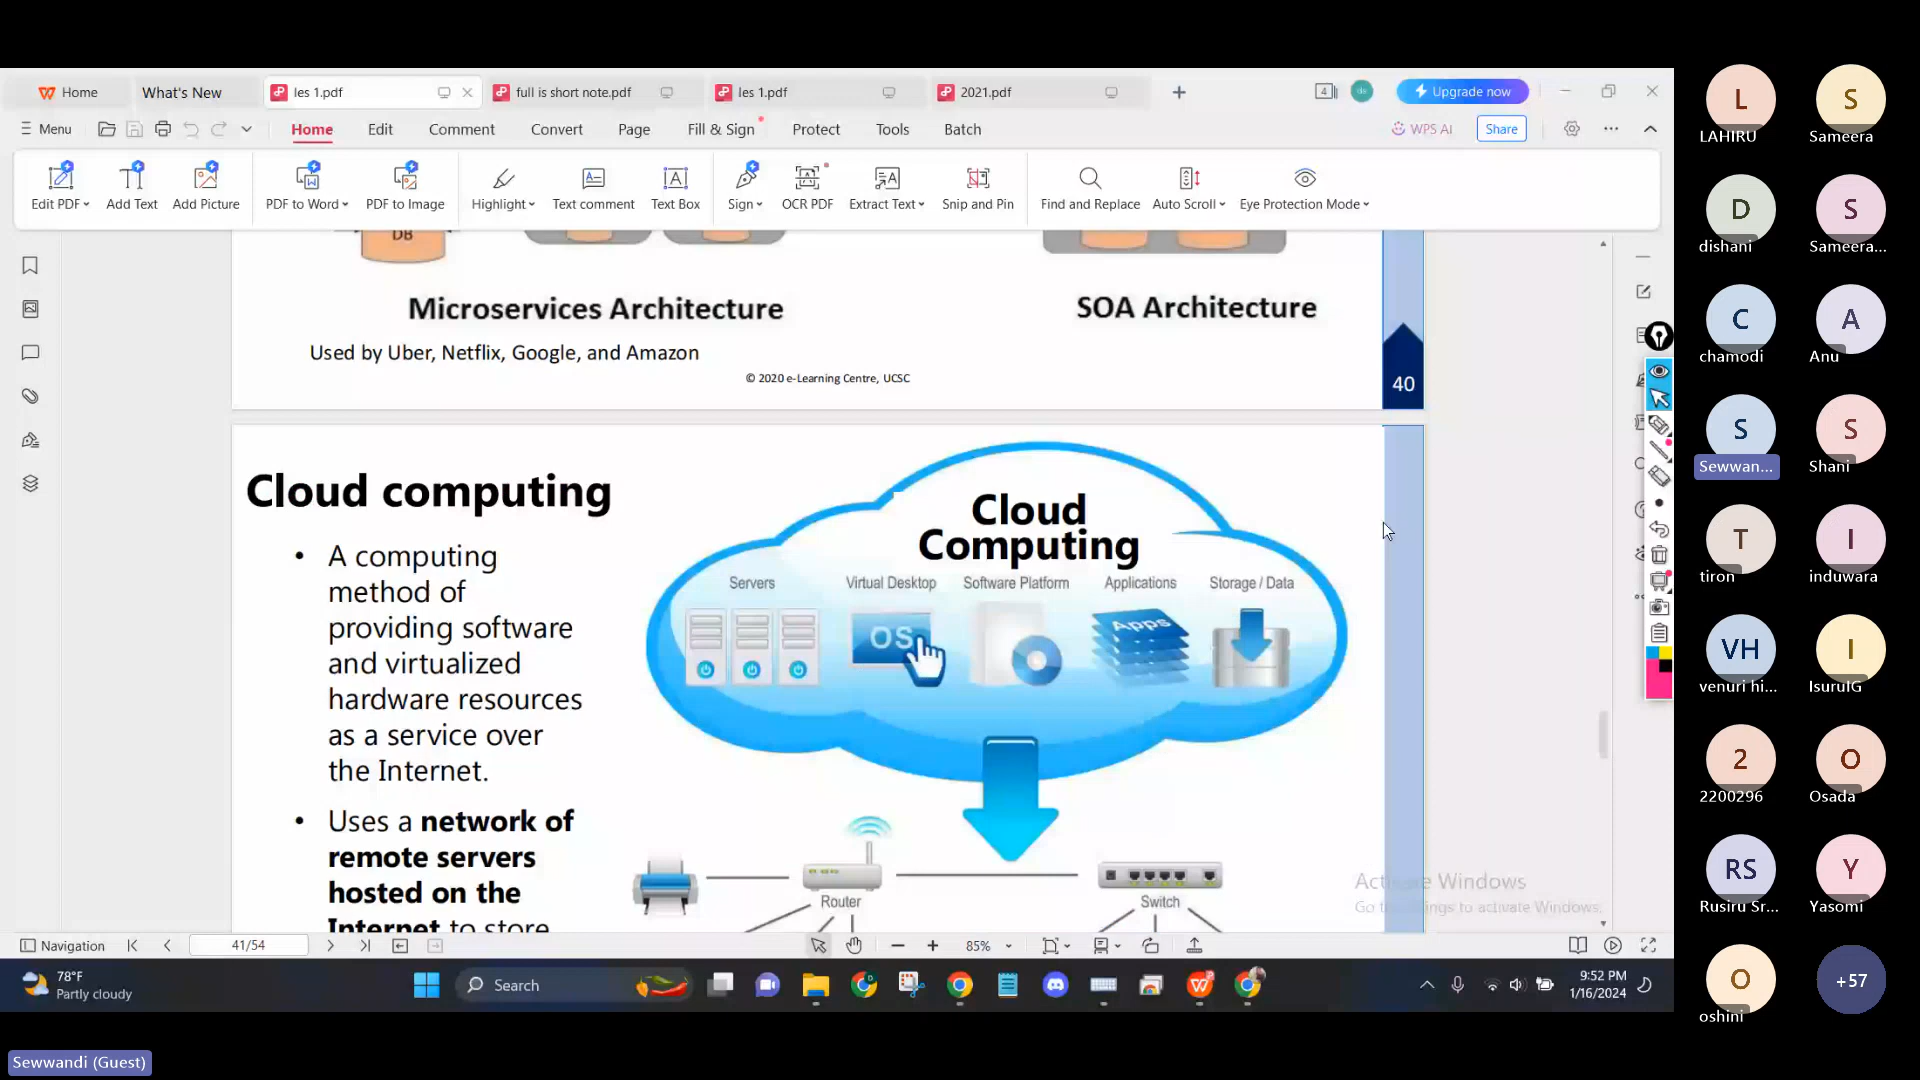 Home
What's New
les 1.pdf
full is short note.pdf
les 1.pdf
2021.pdf
4
Upgrade now
Menu
Home
Edit
Comment
Convert
Page
Fill & Sign
Protect
Tools
Batch
WPS AI
Share
Edit PDF
Add Text
Add Picture
PDF to Word
PDF to Image
Highlight
Text comment
Text Box
Sign
OCR PDF
Extract Text
Snip and Pin
Find and Replace
Auto Scroll
Eye Protection Mode
DB
Microservices Architecture
SOA Architecture
Used by Uber, Netflix, Google, and Amazon
© 2020 e-Learning Centre, UCSC
40
Cloud computing
• A computing
method of
providing software
and virtualized
hardware resources
as a service over
the Internet.
• Uses a network of
remote servers
hosted on the
Internet to store
Cloud
Computing
Servers
Virtual Desktop
Software Platform
Applications
Storage / Data
OS
Apps
Router
Switch
Activate Windows
Navigation
41/54
85%
78°F
Partly cloudy
Search
9:52 PM
1/16/2024
L
LAHIRU
S
Sameera
D
dishani
S
Sameera...
C
chamodi
A
Anu
S
Sewwan...
S
Shani
T
tiron
I
induwara
VH
venuri hi...
I
IsuruIG
2
2200296
O
Osada
RS
Rusiru Sr...
Y
Yasomi
O
oshini
+57
Sewwandi (Guest)